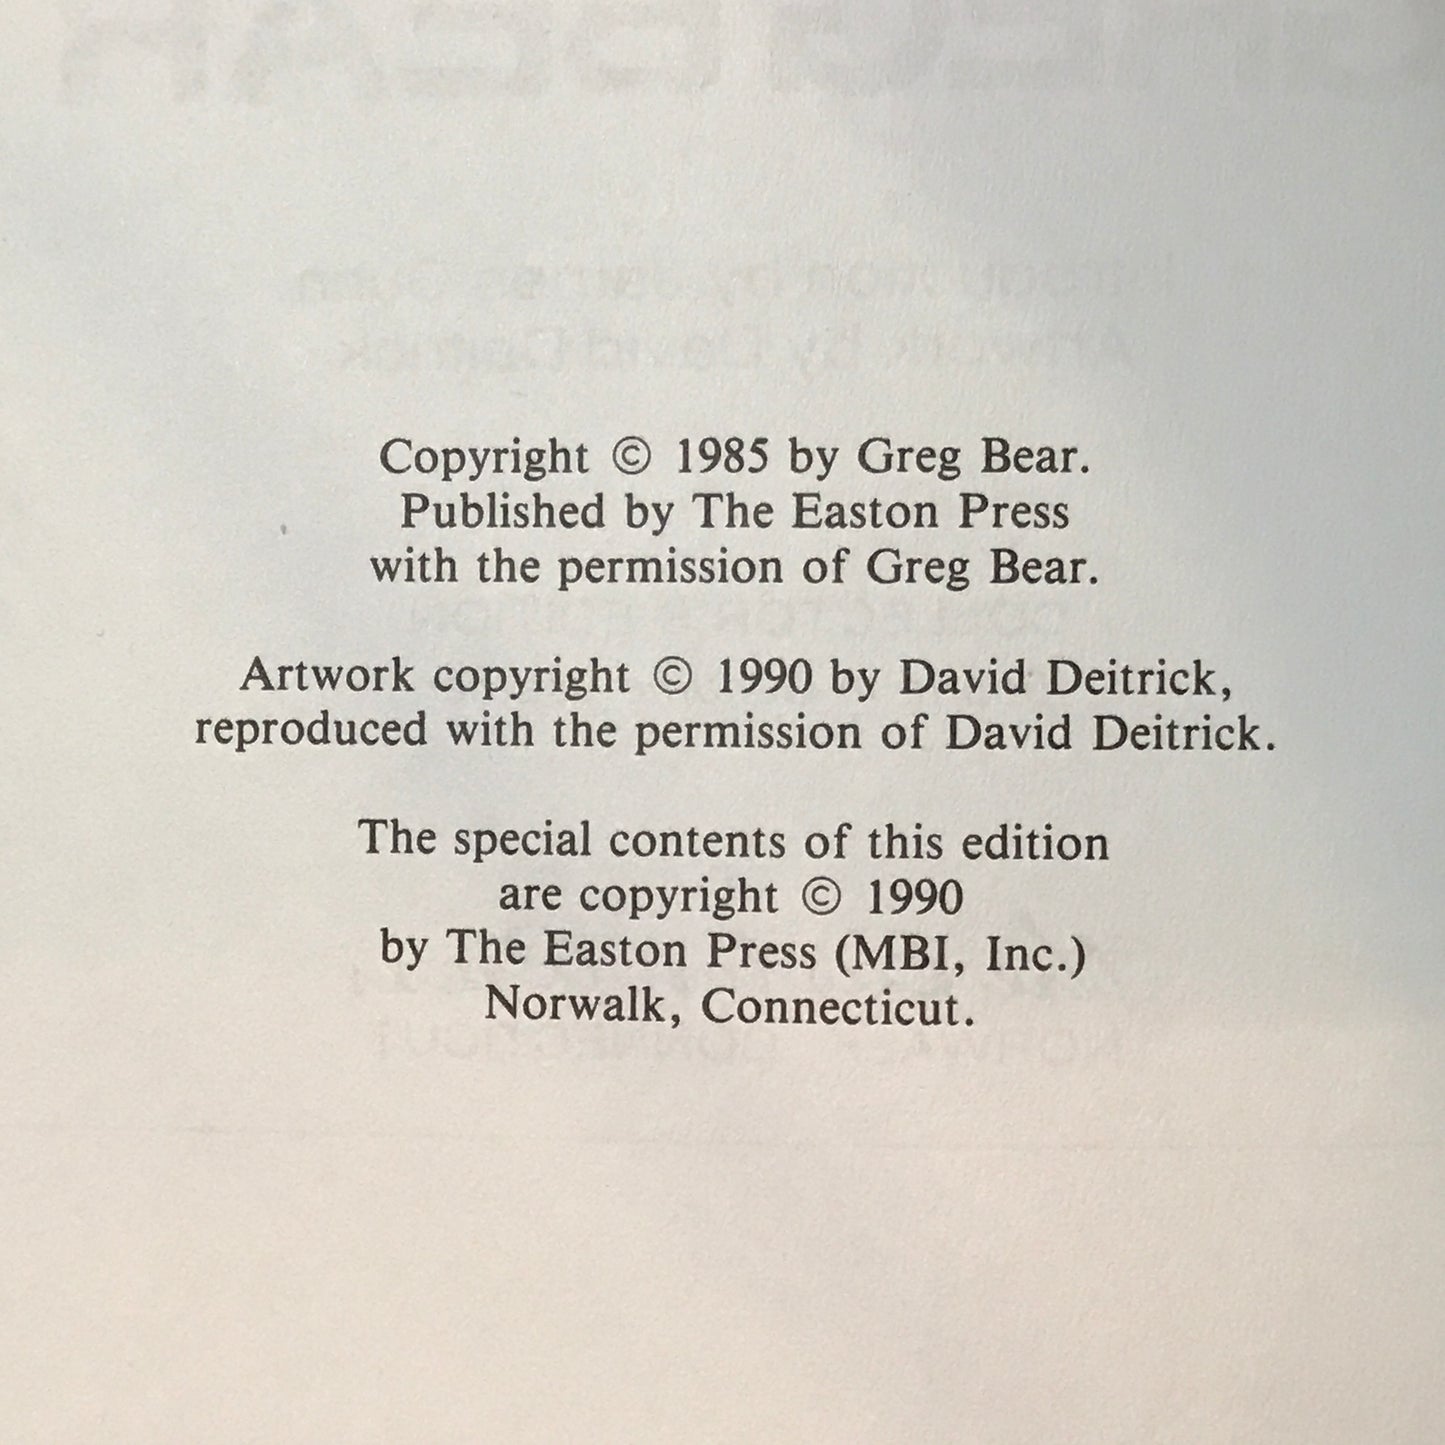 Copyright © 1985 by Greg Bear.
Published by The Easton Press
with the permission of Greg Bear.
Artwork copyright © 1990 by David Deitrick,
reproduced with the permission of David Deitrick.
The special contents of this edition
are copyright © 1990
by The Easton Press (MBI, Inc.)
Norwalk, Connecticut.